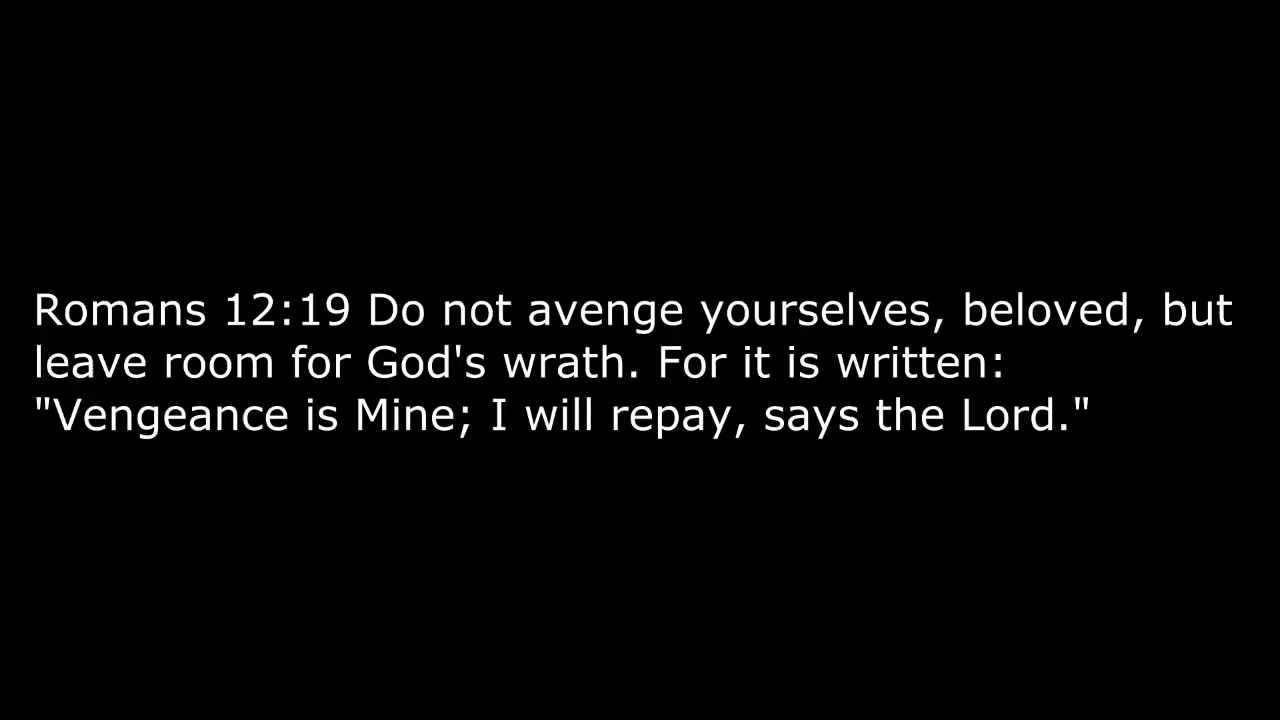 Romans 12:19 Do not avenge yourselves, beloved, but
leave room for God's wrath. For it is written:
"Vengeance is Mine; I will repay, says the Lord."